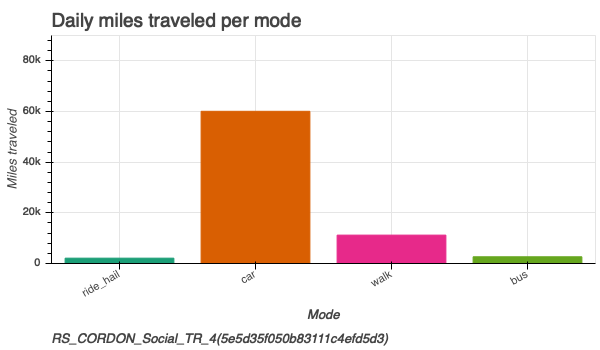 Daily miles traveled per mode
80k
60k
40k
20k
0
Miles traveled
ride_hail
car
walk
bus
Mode
RS_CORDON_Social_TR_4(5e5d35f050b83111c4efd5d3)